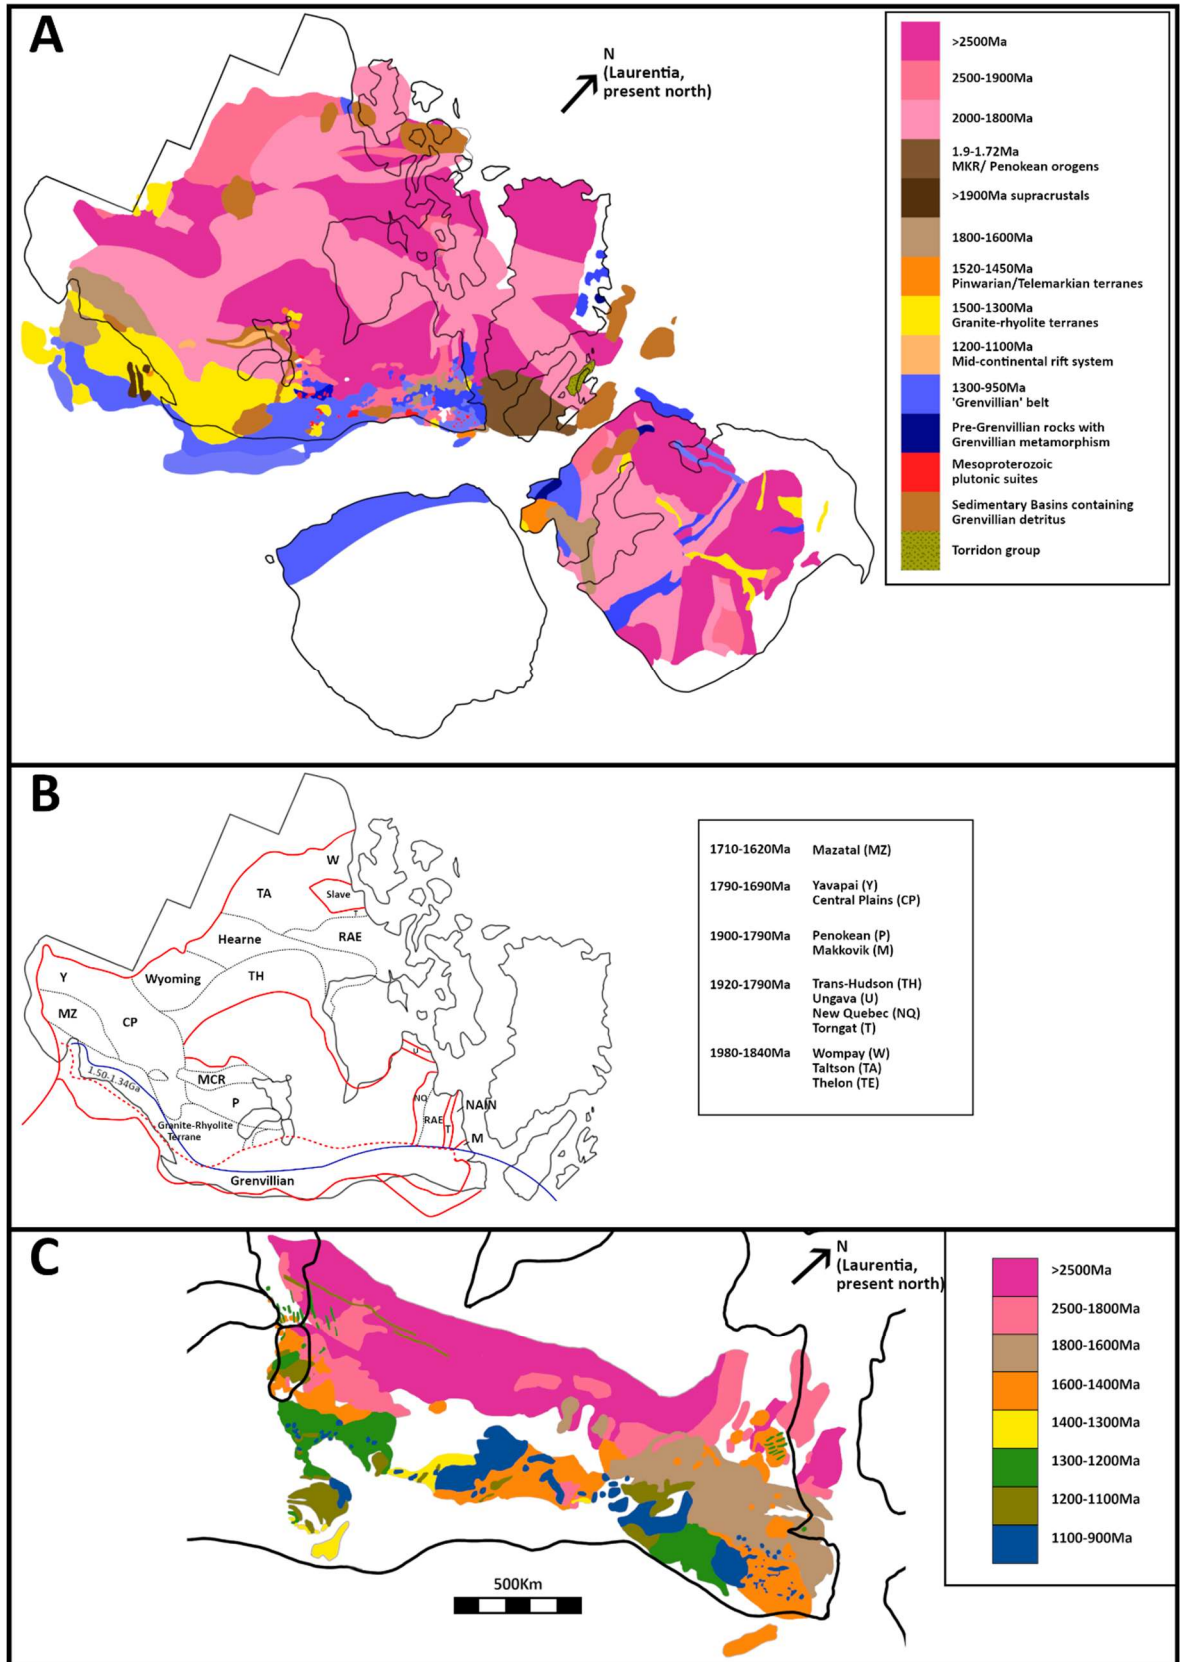 A
N
(Laurentia,
present north)
>2500Ma
2500-1900Ma
2000-1800Ma
1.9-1.72Ma
MKR/ Penokean orogens
>1900Ma supracrustals
1800-1600Ma
1520-1450Ma
Pinwarian/Telemarkian terranes
1500-1300Ma
Granite-rhyolite terranes
1200-1100Ma
Mid-continental rift system
1300-950Ma
'Grenvillian' belt
Pre-Grenvillian rocks with
Grenvillian metamorphism
Mesoproterozoic
plutonic suites
Sedimentary Basins containing
Grenvillian detritus
Torridon group
B
W
TA
Slave
T
Hearne
RAE
Y
Wyoming
TH
MZ
CP
U
1.50-1.34Ga
MCR
P
NQ
NAIN
RAE
T
Granite-Rhyolite
Terrane
M
Grenvillian
1710-1620Ma Mazatal (MZ)
1790-1690Ma Yavapai (Y)
Central Plains (CP)
1900-1790Ma Penokean (P)
Makkovik (M)
1920-1790Ma Trans-Hudson (TH)
Ungava (U)
New Quebec (NQ)
Torngat (T)
1980-1840Ma Wompay (W)
Taltson (TA)
Thelon (TE)
C
N
(Laurentia,
present north)
>2500Ma
2500-1800Ma
1800-1600Ma
1600-1400Ma
1400-1300Ma
1300-1200Ma
1200-1100Ma
1100-900Ma
500Km